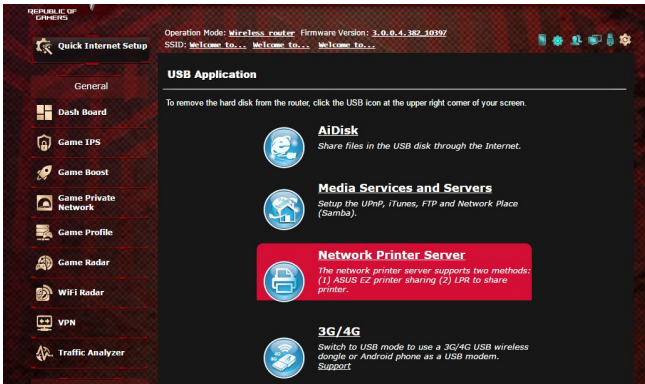 REPUBLIC OF
GAMERS
Operation Mode: Wireless router Firmware Version: 3.0.0.4.382_10397
SSID: Welcome to... Welcome to... Welcome to...
Quick Internet Setup
General
Dash Board
Game IPS
Game Boost
Game Private
Network
Game Profile
Game Radar
WiFi Radar
VPN
Traffic Analyzer
USB Application
To remove the hard disk from the router, click the USB icon at the upper right corner of your screen.
AiDisk
Share files in the USB disk through the Internet.
Media Services and Servers
Setup the UPnP, iTunes, FTP and Network Place
(Samba).
Network Printer Server
The network printer server supports two methods:
(1) ASUS EZ printer sharing (2) LPR to share
printer.
3G/4G
Switch to USB mode to use a 3G/4G USB wireless
dongle or Android phone as a USB modem.
Support